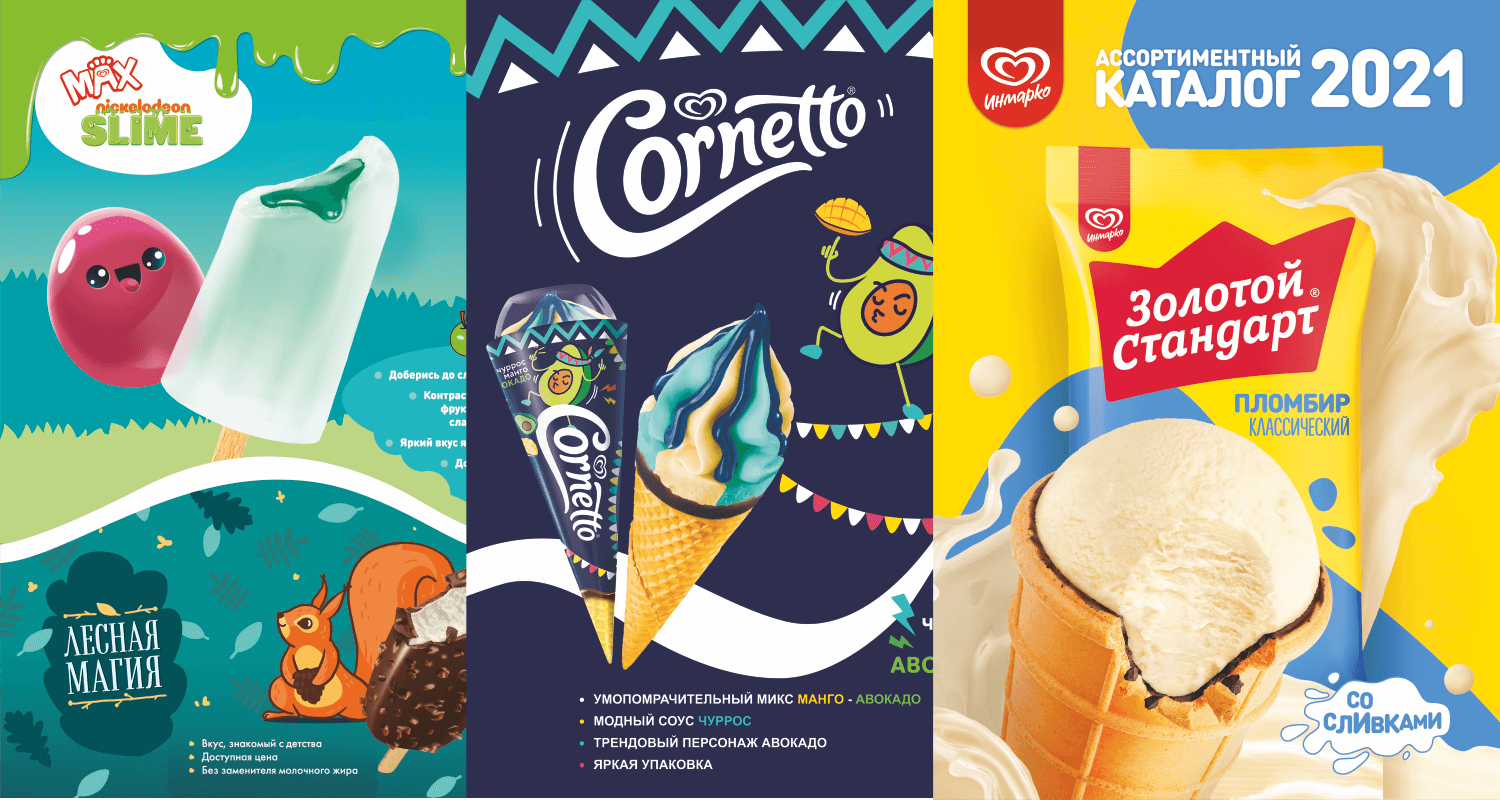 MAX
nickelodeon
SLIME
Доберись до сл
Контрас
фрук
сла
Яркий вкус я
До
ЛЕСНАЯ
МАГИЯ
Вкус, знакомый с детства
Доступная цена
Без заменителя молочного жира
Cornetto®
ЧУРРОС
МАНГО
ОКАДО
Cornetto
Ч
АВО
УМОПОМРАЧИТЕЛЬНЫЙ МИКС МАНГО - АВОКАДО
МОДНЫЙ СОУС ЧУРРОС
ТРЕНДОВЫЙ ПЕРСОНАЖ АВОКАДО
ЯРКАЯ УПАКОВКА
Инмарко
АССОРТИМЕНТНЫЙ
КАТАЛОГ 2021
Инмарко
Золотой
Стандарт®
ПЛОМБИР
КЛАССИЧЕСКИЙ
СО
СЛИВКАМИ